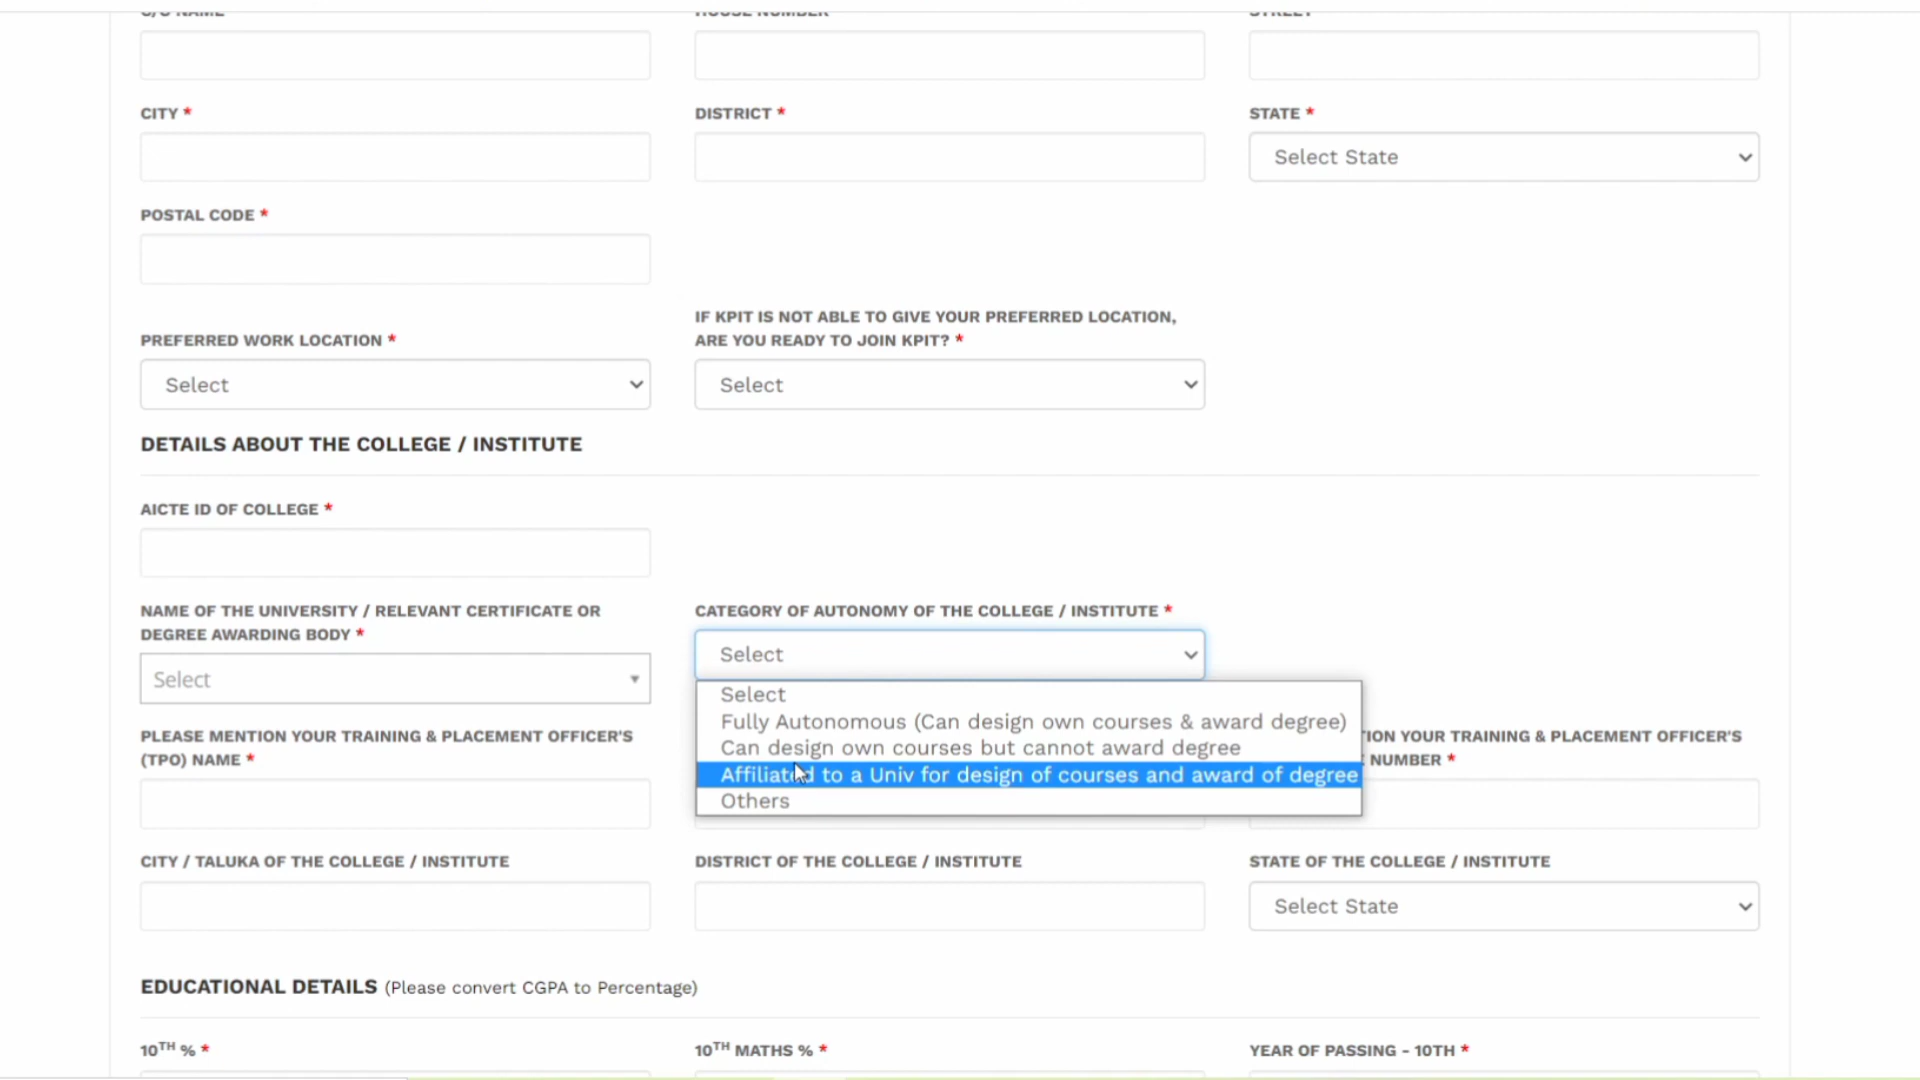 CITY *
DISTRICT *
STATE *
Select State
POSTAL CODE *
IF KPIT IS NOT ABLE TO GIVE YOUR PREFERRED LOCATION,
PREFERRED WORK LOCATION *
ARE YOU READY TO JOIN KPIT? *
Select
Select
DETAILS ABOUT THE COLLEGE / INSTITUTE
AICTE ID OF COLLEGE *
NAME OF THE UNIVERSITY / RELEVANT CERTIFICATE OR
DEGREE AWARDING BODY *
Select
CATEGORY OF AUTONOMY OF THE COLLEGE / INSTITUTE *
Select
Select
Fully Autonomous (Can design own courses & award degree)
Can design own courses but cannot award degree
Affiliated to a Univ for design of courses and award of degree
Others
PLEASE MENTION YOUR TRAINING & PLACEMENT OFFICER'S
(TPO) NAME *
ION YOUR TRAINING & PLACEMENT OFFICER'S
NUMBER *
CITY / TALUKA OF THE COLLEGE / INSTITUTE
DISTRICT OF THE COLLEGE / INSTITUTE
STATE OF THE COLLEGE / INSTITUTE
Select State
EDUCATIONAL DETAILS (Please convert CGPA to Percentage)
10TH % *
10TH MATHS % *
YEAR OF PASSING - 10TH *